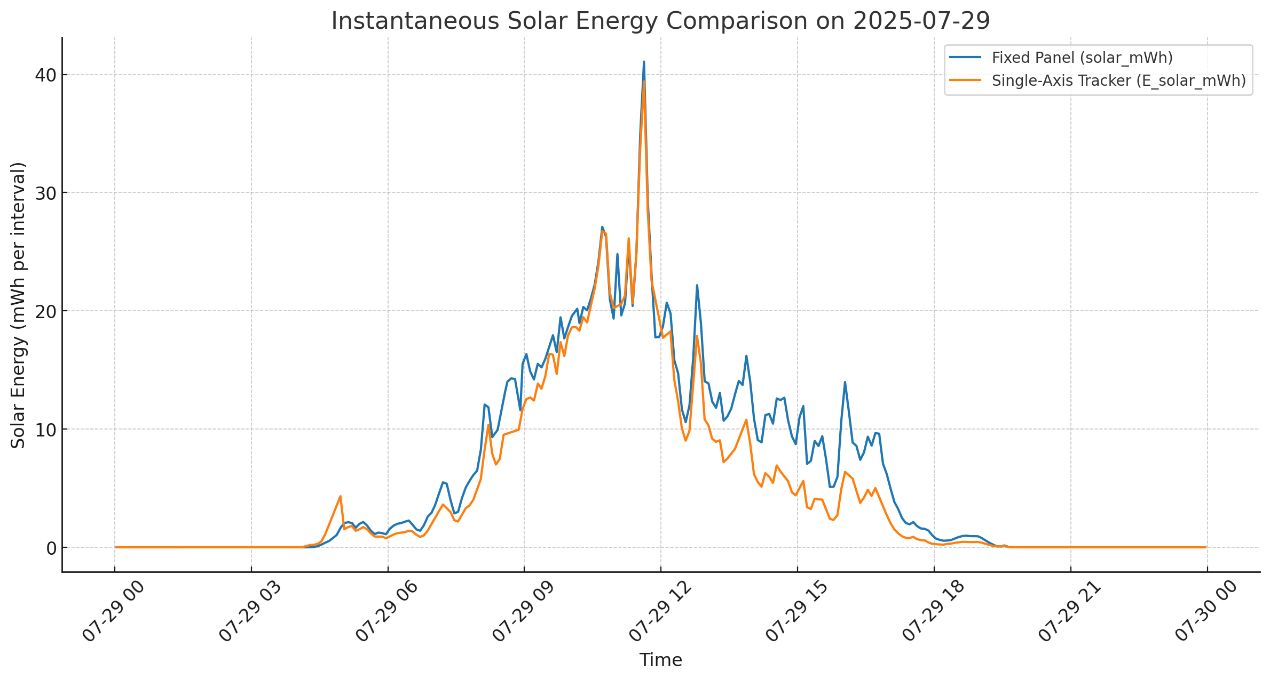 Instantaneous Solar Energy Comparison on 2025-07-29
Fixed Panel (solar_mWh)
Single-Axis Tracker (E_solar_mWh)
Solar Energy (mWh per interval)
40
30
20
10
0
07-29 00
07-29 03
07-29 06
07-29 09
07-29 12
07-29 15
07-29 18
07-29 21
07-30 00
Time